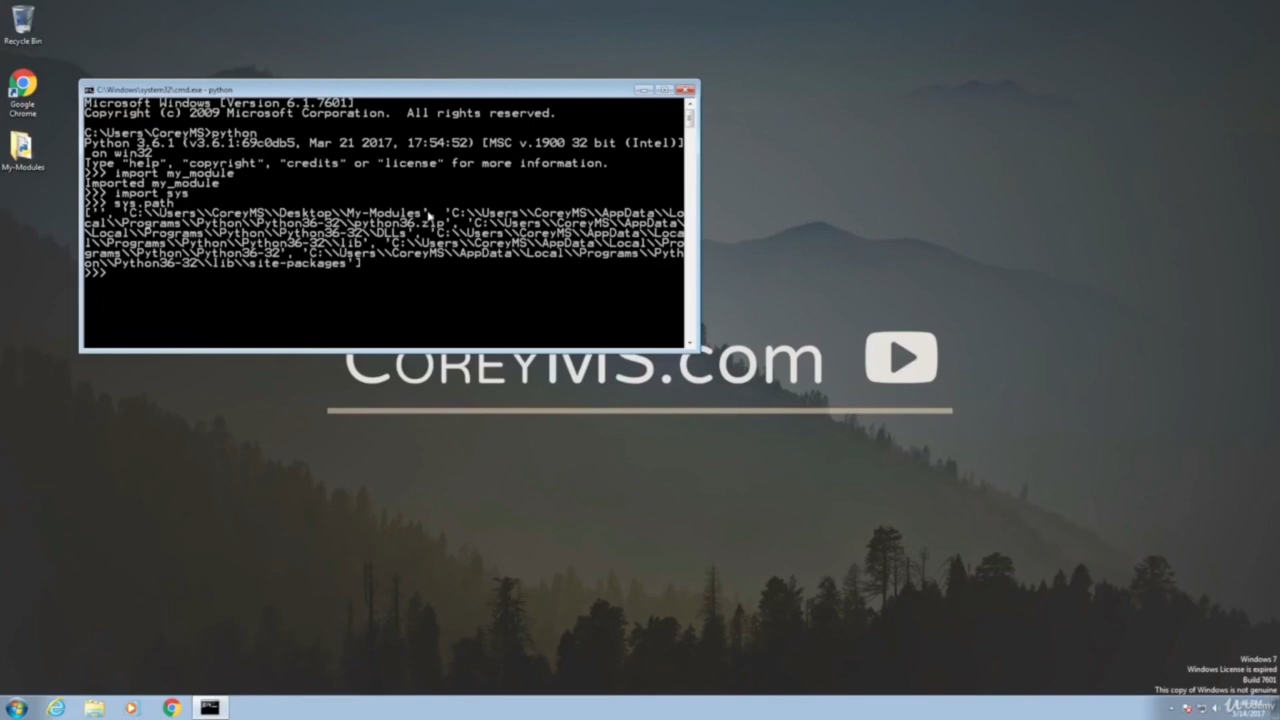 Recycle Bin
Google
Chrome
My-Modules
C:\Windows\system32\cmd.exe - python
Microsoft Windows [Version 6.1.7601]
Copyright (c) 2009 Microsoft Corporation.  All rights reserved.
C:\Users\CoreyMS>python
Python 3.6.1 (v3.6.1:69c0db5, Mar 21 2017, 17:54:52) [MSC v.1900 32 bit (Intel)]
 on win32
Type "help", "copyright", "credits" or "license" for more information.
>>> import my_module
Imported my_module
>>> import sys
>>> sys.path
['', 'C:\\Users\\CoreyMS\\Desktop\\My-Modules', 'C:\\Users\\CoreyMS\\AppData\\Lo
cal\\Programs\\Python\\Python36-32\\python36.zip', 'C:\\Users\\CoreyMS\\AppData\\
Local\\Programs\\Python\\Python36-32\\DLLs', 'C:\\Users\\CoreyMS\\AppData\\Loca
l\\Programs\\Python\\Python36-32\\lib', 'C:\\Users\\CoreyMS\\AppData\\Local\\Pro
grams\\Python\\Python36-32', 'C:\\Users\\CoreyMS\\AppData\\Local\\Programs\\Pyth
on\\Python36-32\\lib\\site-packages']
>>>
COREYMS.com
Windows 7
Windows License is expired
Build 7601
This copy of Windows is not genuine
5/14/2017